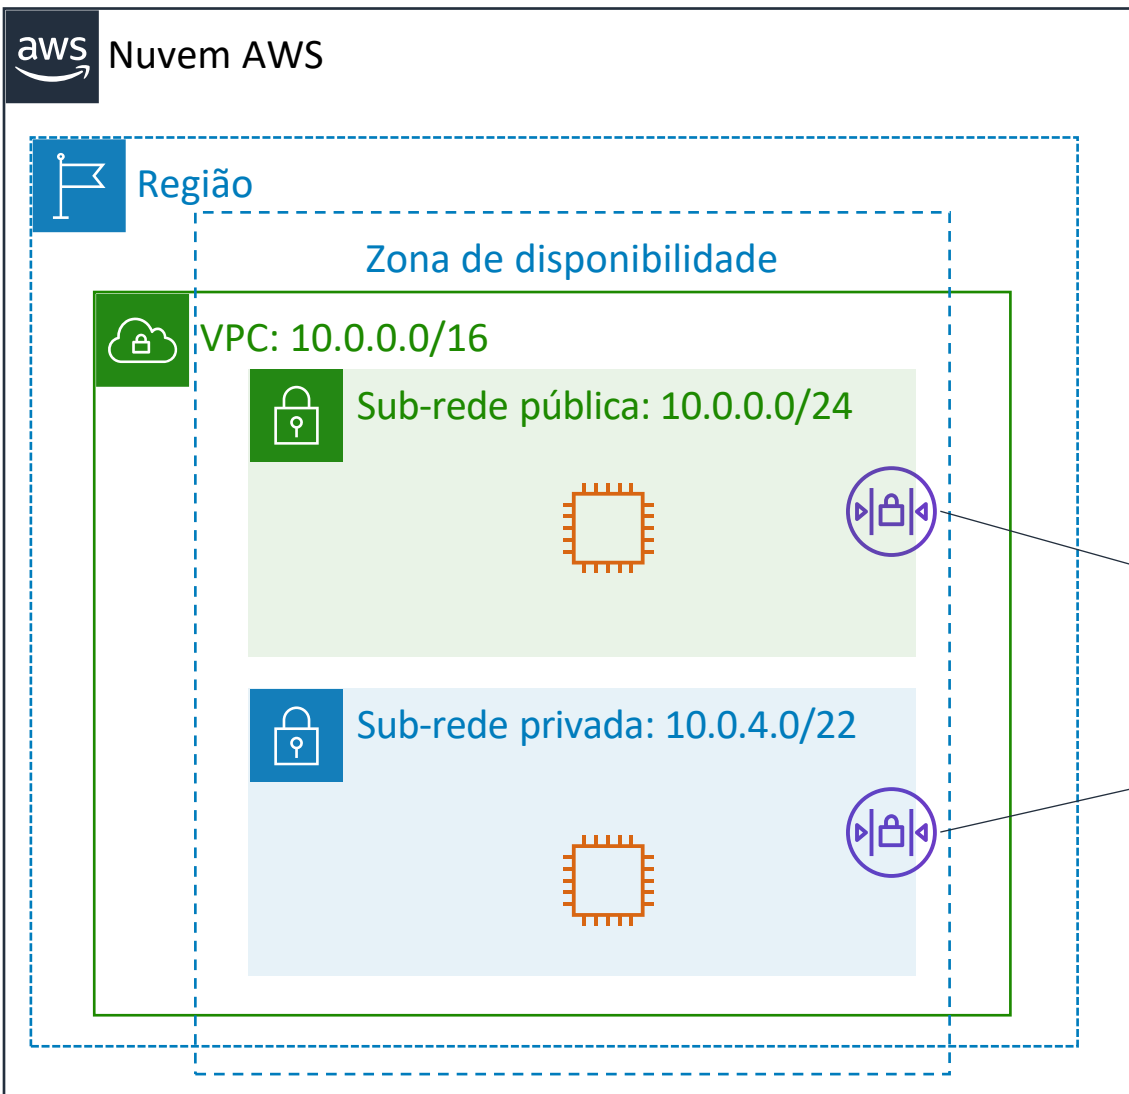 aws
Nuvem AWS
Região
Zona de disponibilidade
VPC: 10.0.0.0/16
Sub-rede pública: 10.0.0.0/24
Sub-rede privada: 10.0.4.0/22